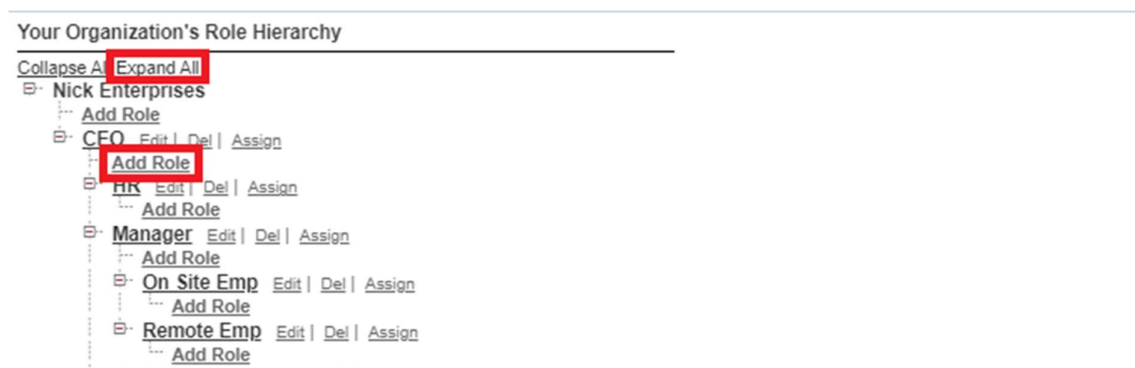 Your Organization's Role Hierarchy
Collapse Al Expand All
Nick Enterprises
Add Role
CEO Edit | Del | Assign
Add Role
HR Edit | Del | Assign
Add Role
Manager Edit | Del | Assign
Add Role
On Site Emp Edit | Del | Assign
Add Role
Remote Emp Edit | Del | Assign
Add Role